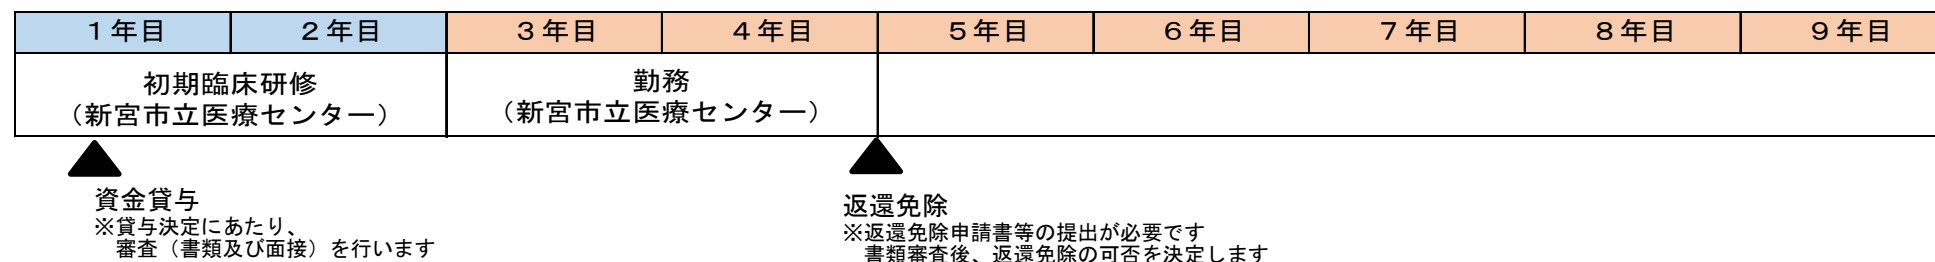 １年目 ２年目 ３年目 ４年目 ５年目 ６年目 ７年目 ８年目 ９年目
初期臨床研修
（新宮市立医療センター）
勤務
（新宮市立医療センター）
資金貸与
※貸与決定にあたり、
審査（書類及び面接）を行います
返還免除
※返還免除申請書等の提出が必要です
書類審査後、返還免除の可否を決定します